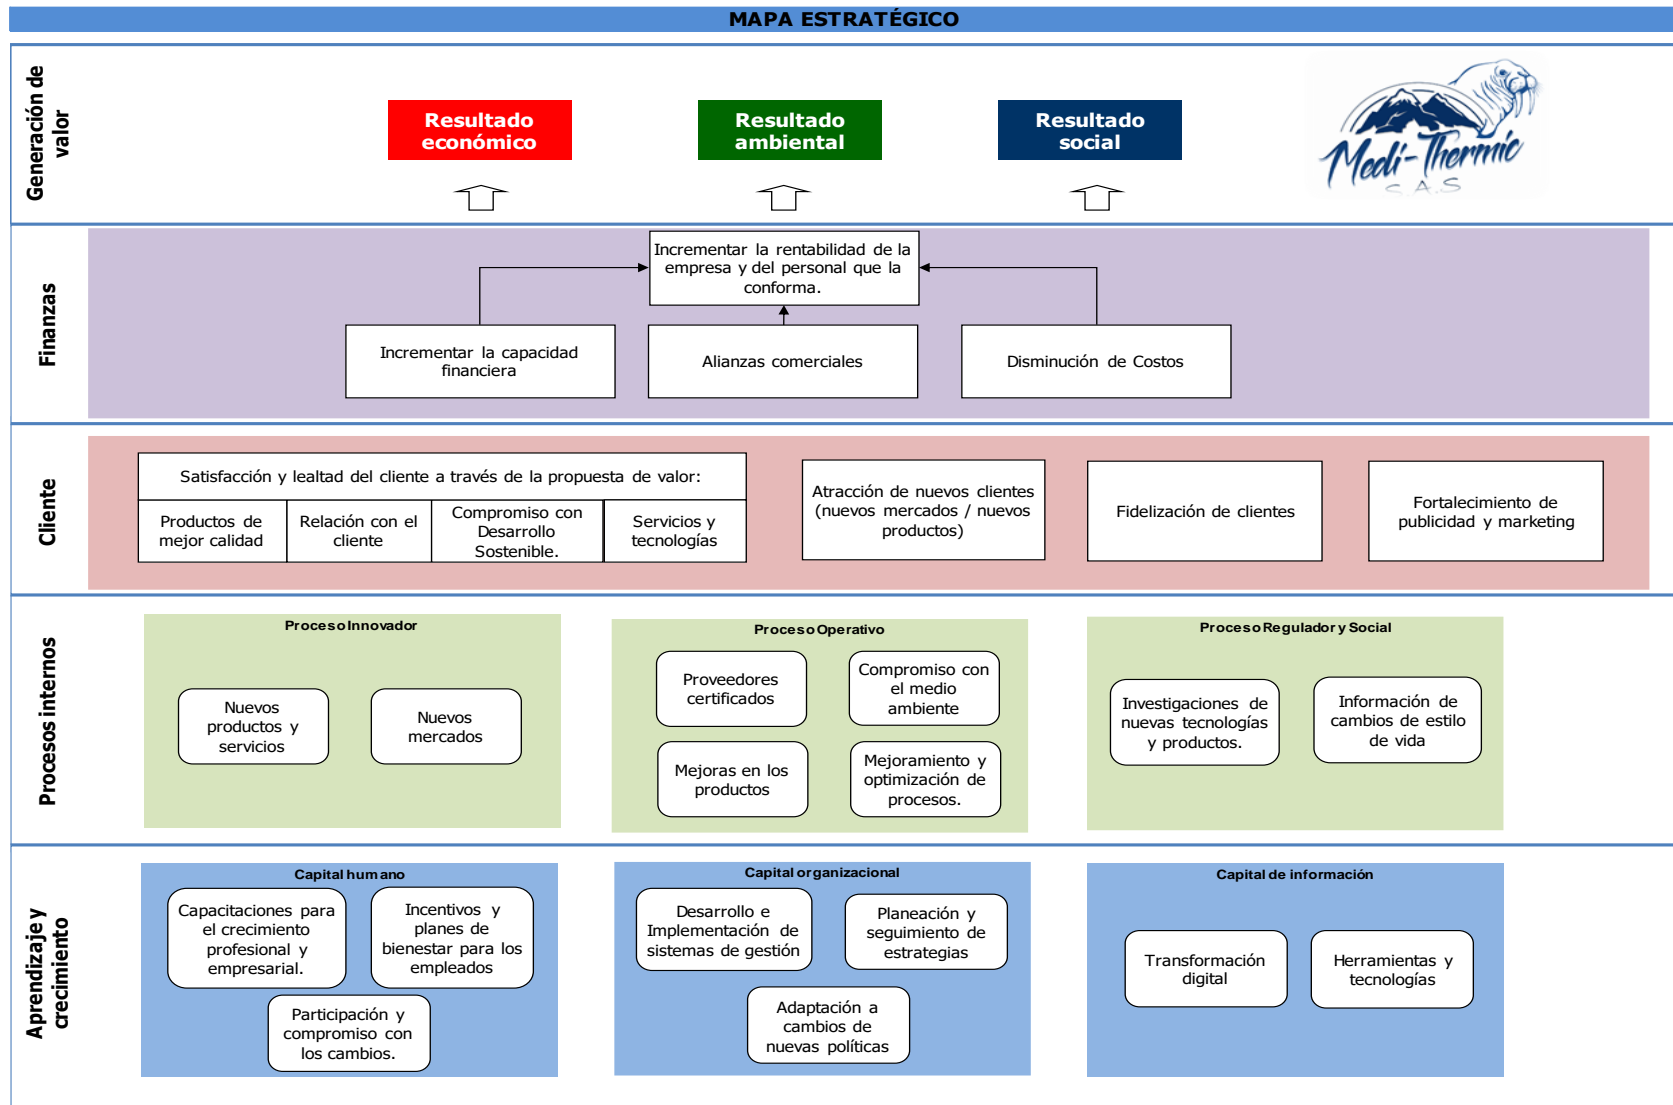 MAPA ESTRATÉGICO
Generación de
valor
Resultado
económico
Resultado
ambiental
Resultado
social
Medi-Thermic
S.A.S
Finanzas
Incrementar la rentabilidad de la
empresa y del personal que la
conforma.
Incrementar la capacidad
financiera
Alianzas comerciales
Disminución de Costos
Cliente
Satisfacción y lealtad del cliente a través de la propuesta de valor:
Productos de
mejor calidad
Relación con el
cliente
Compromiso con
Desarrollo
Sostenible.
Servicios y
tecnologías
Atracción de nuevos clientes
(nuevos mercados / nuevos
productos)
Fidelización de clientes
Fortalecimiento de
publicidad y marketing
Procesos internos
Proceso Innovador
Nuevos
productos y
servicios
Nuevos
mercados
Proceso Operativo
Proveedores
certificados
Compromiso con
el medio
ambiente
Mejoras en los
productos
Mejoramiento y
optimización de
procesos.
Proceso Regulador y Social
Investigaciones de
nuevas tecnologías
y productos.
Información de
cambios de estilo
de vida
Aprendizaje y
crecimiento
Capital humano
Capacitaciones para
el crecimiento
profesional y
empresarial.
Incentivos y
planes de
bienestar para los
empleados
Participación y
compromiso con
los cambios.
Capital organizacional
Desarrollo e
Implementación de
sistemas de gestión
Planeación y
seguimiento de
estrategias
Adaptación a
cambios de
nuevas políticas
Capital de información
Transformación
digital
Herramientas y
tecnologías